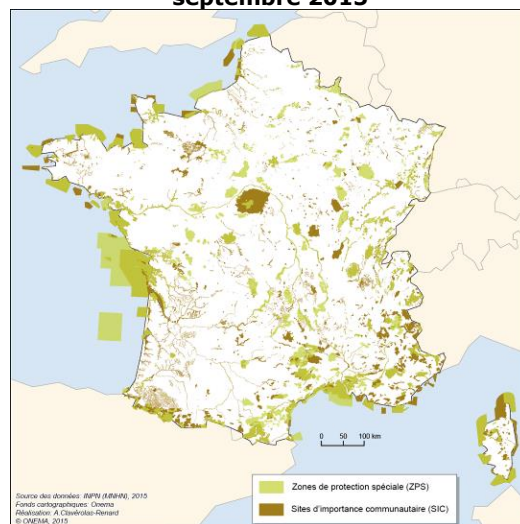 septembre 2015
0 50 100 km
Zones de protection spéciale (ZPS)
Sites d'importance communautaire (SIC)
Source des données: INPN (MNHN), 2015
Fonds cartographiques: Onema
Réalisation: A.Clavérolas-Renard
© ONEMA, 2015